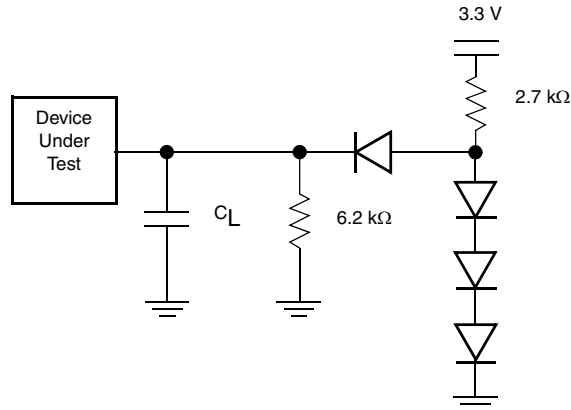 3.3 V
2.7 kΩ
Device
Under
Test
CL
6.2 kΩ